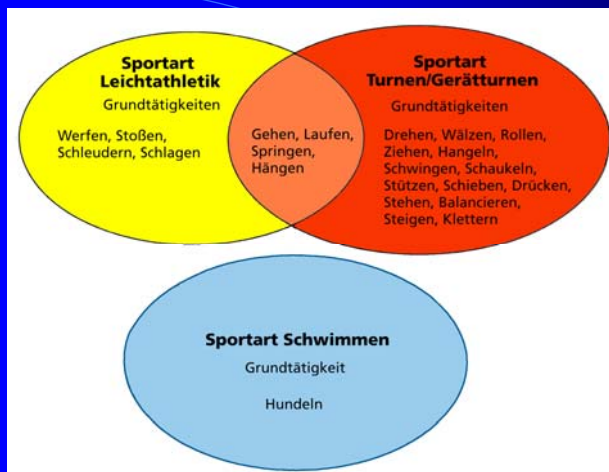 Sportart
Leichtathletik
Grundtätigkeiten
Werfen, Stoßen,
Schleudern, Schlagen
Gehen, Laufen,
Springen,
Hängen
Sportart
Turnen/Gerätturnen
Grundtätigkeiten
Drehen, Wälzen, Rollen,
Ziehen, Hangeln,
Schwingen, Schaukeln,
Stützen, Schieben, Drücken,
Stehen, Balancieren,
Steigen, Klettern
Sportart Schwimmen
Grundtätigkeit
Hundeln